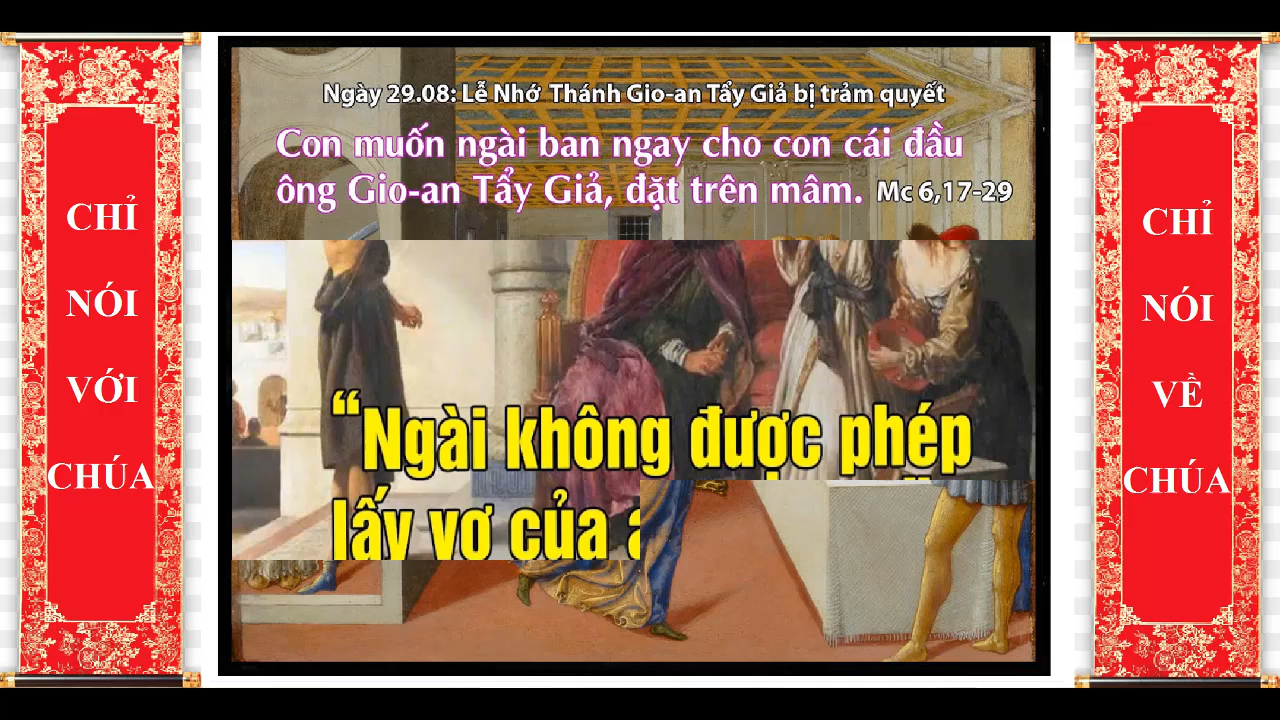 Ngày 29.08: Lễ Nhớ Thánh Gio-an Tẩy Giả bị trảm quyết
Con muốn ngài ban ngay cho con cái đầu
ông Gio-an Tẩy Giả, đặt trên mâm. Mc 6,17-29
“Ngài không được phép
lấy vợ của
CHỈ
NÓI
VỚI
CHÚA
CHỈ
NÓI
VỀ
CHÚA